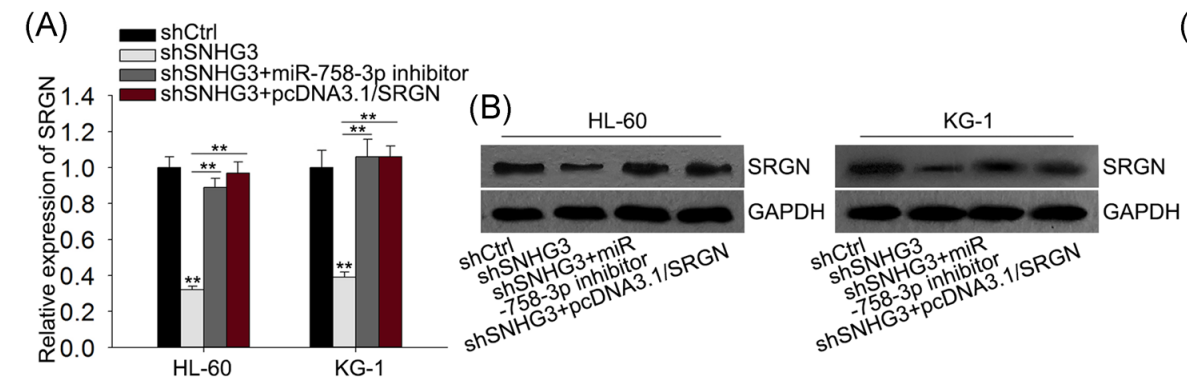 (A)
shCtrl
shSNHG3
shSNHG3+miR-758-3p inhibitor
shSNHG3+pcDNA3.1/SRGN
Relative expression of SRGN
1.4
1.2
1.0
0.8
0.6
0.4
0.2
0.0
**
**
**
**
**
**
HL-60
KG-1
(B)
HL-60
SRGN
GAPDH
shCtrl
shSNHG3
shSNHG3+miR
-758-3p inhibitor
shSNHG3+pcDNA3.1/SRGN
KG-1
SRGN
GAPDH
shCtrl
shSNHG3
shSNHG3+miR
-758-3p inhibitor
shSNHG3+pcDNA3.1/SRGN
(